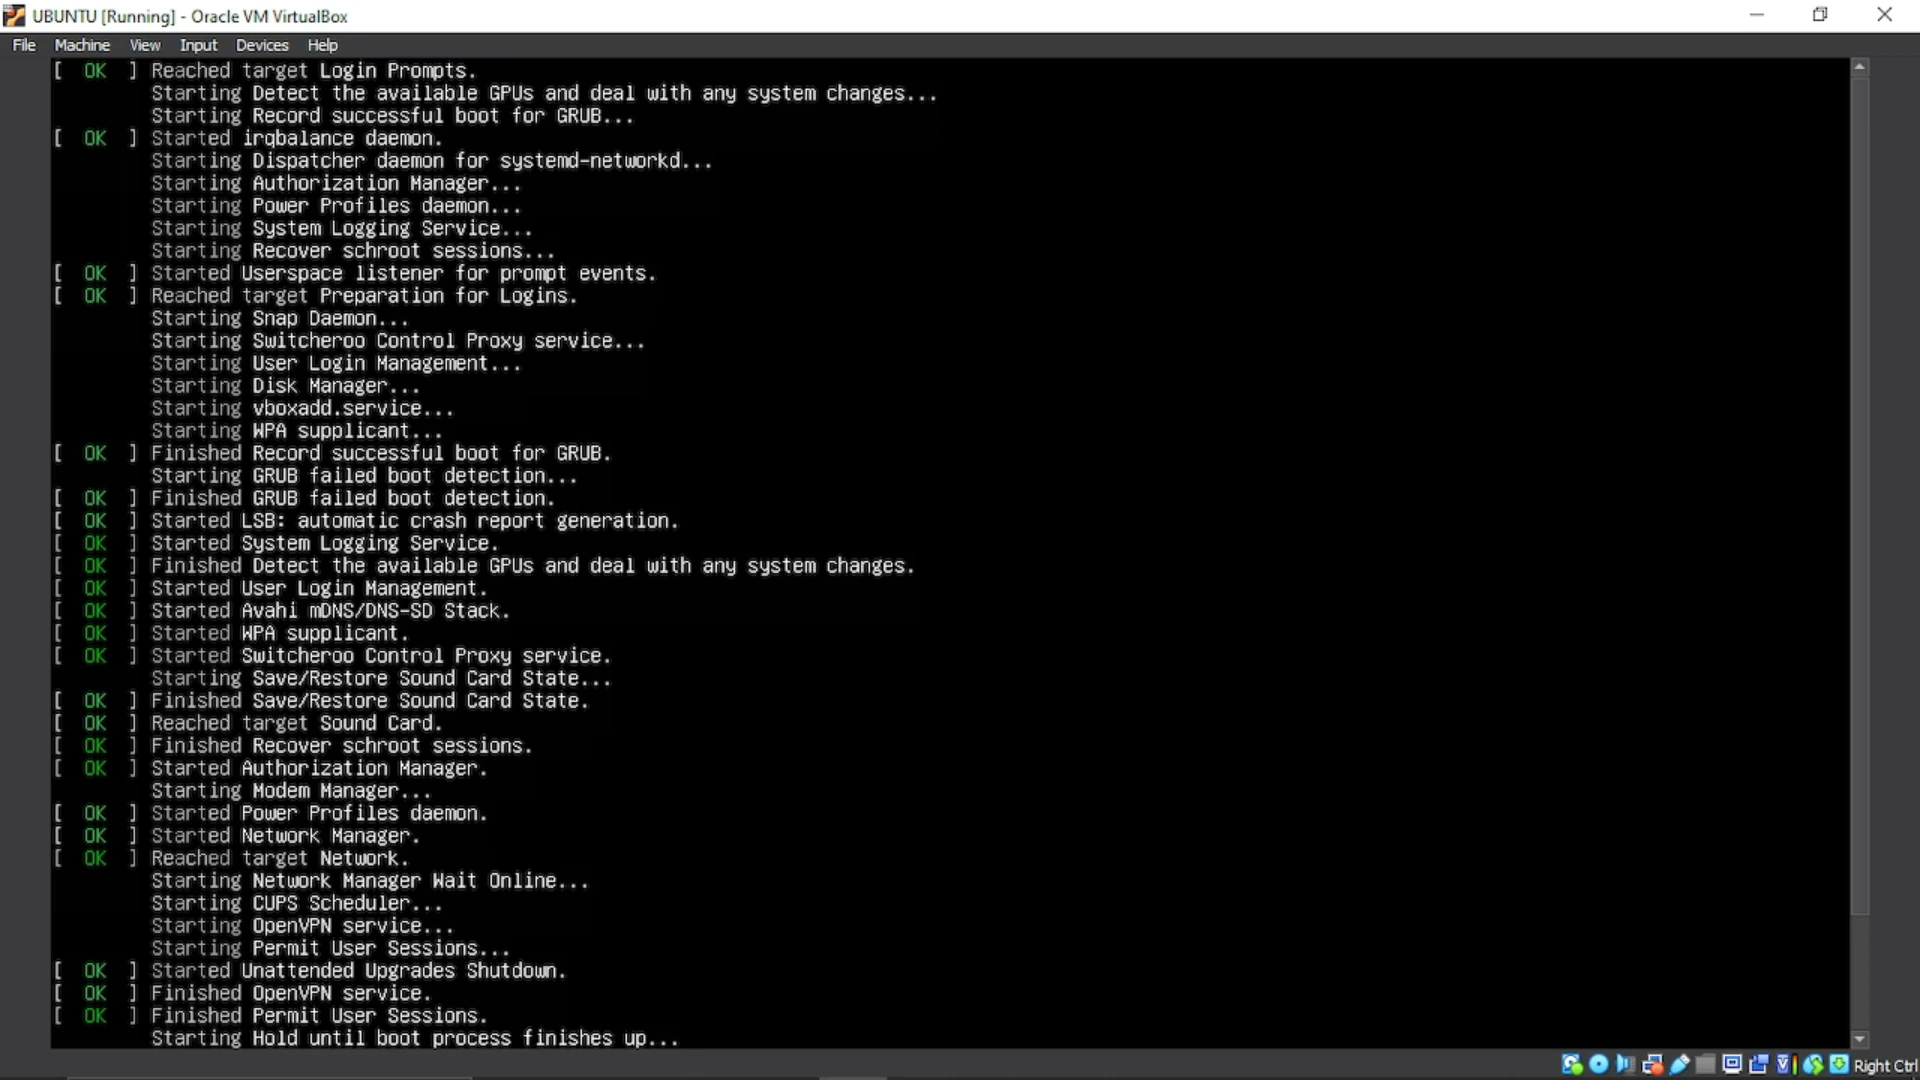 UBUNTU [Running] - Oracle VM VirtualBox
File Machine View Input Devices Help
[ OK ] Reached target Login Prompts.
Starting Detect the available GPUs and deal with any system changes...
Starting Record successful boot for GRUB...
[ OK ] Started irqbalance daemon.
Starting Dispatcher daemon for systemd-networkd...
Starting Authorization Manager...
Starting Power Profiles daemon...
Starting System Logging Service...
Starting Recover schroot sessions...
[ OK ] Started Userspace listener for prompt events.
[ OK ] Reached target Preparation for Logins.
Starting Snap Daemon...
Starting Switcheroo Control Proxy service...
Starting User Login Management...
Starting Disk Manager...
Starting vboxadd.service...
Starting WPA supplicant...
[ OK ] Finished Record successful boot for GRUB.
Starting GRUB failed boot detection...
[ OK ] Finished GRUB failed boot detection.
[ OK ] Started LSB: automatic crash report generation.
[ OK ] Started System Logging Service.
[ OK ] Finished Detect the available GPUs and deal with any system changes.
[ OK ] Started User Login Management.
[ OK ] Started Avahi mDNS/DNS-SD Stack.
[ OK ] Started WPA supplicant.
[ OK ] Started Switcheroo Control Proxy service.
Starting Save/Restore Sound Card State...
[ OK ] Finished Save/Restore Sound Card State.
[ OK ] Reached target Sound Card.
[ OK ] Finished Recover schroot sessions.
[ OK ] Started Authorization Manager.
Starting Modem Manager...
[ OK ] Started Power Profiles daemon.
[ OK ] Started Network Manager.
[ OK ] Reached target Network.
Starting Network Manager Wait Online...
Starting CUPS Scheduler...
Starting OpenVPN service...
Starting Permit User Sessions...
[ OK ] Started Unattended Upgrades Shutdown.
[ OK ] Finished OpenVPN service.
[ OK ] Finished Permit User Sessions.
Starting Hold until boot process finishes up...
Right Ctrl